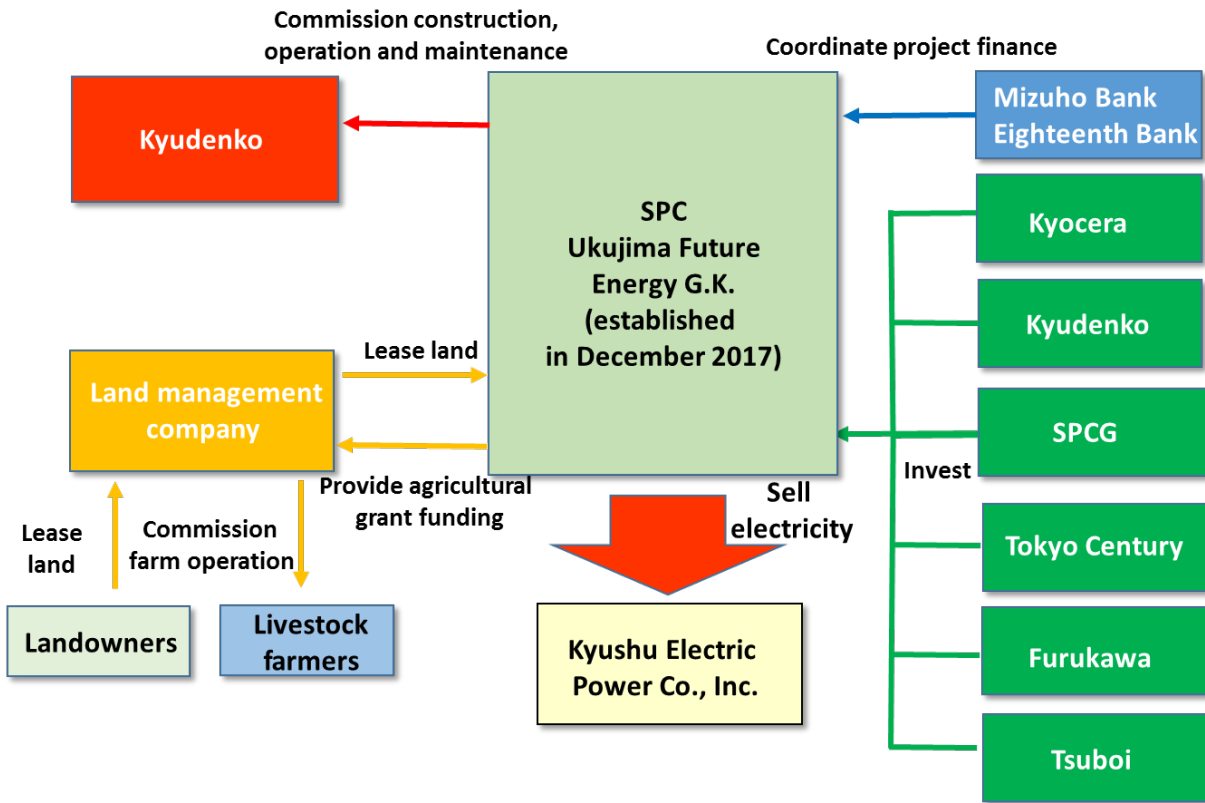 Commission construction,
operation and maintenance
Coordinate project finance
Kyudenko
SPC
Ukujima Future
Energy G.K.
(established
in December 2017)
Mizuho Bank
Eighteenth Bank
Kyocera
Kyudenko
SPCG
Invest
Tokyo Century
Furukawa
Tsuboi
Lease land
Land management
company
Provide agricultural
grant funding
Sell
electricity
Lease
land
Commission
farm operation
Landowners
Livestock
farmers
Kyushu Electric
Power Co., Inc.